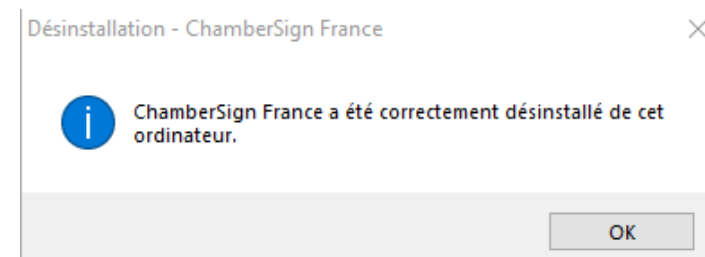 Désinstallation - ChamberSign France
ChamberSign France a été correctement désinstallé de cet
ordinateur.
OK